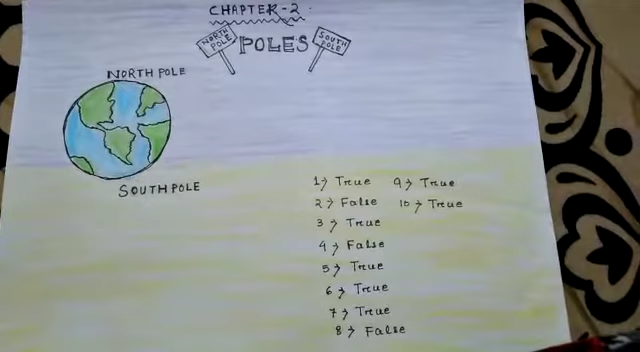 CHAPTER-2
NORTH POLE
POLES
SOUTH POLE
NORTH POLE
SOUTH POLE
1> True
2> False
3> True
4> False
5> True
6> True
7> True
8> False
9> True
10> True